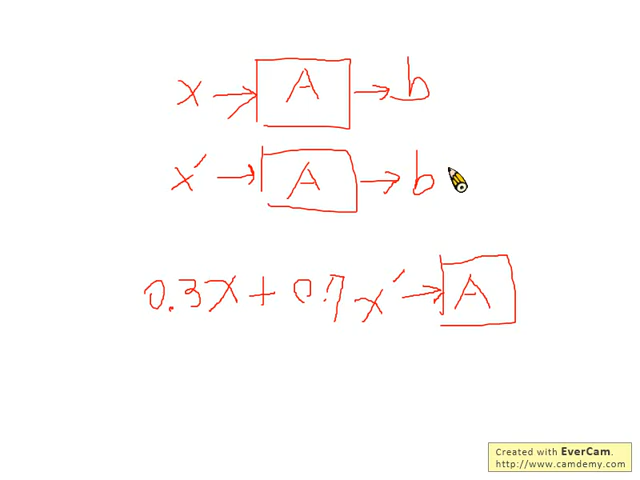 x → A → b
x′ → A → b
0.3x + 0.7x′ → A
Created with EverCam.
http://www.camdemy.com